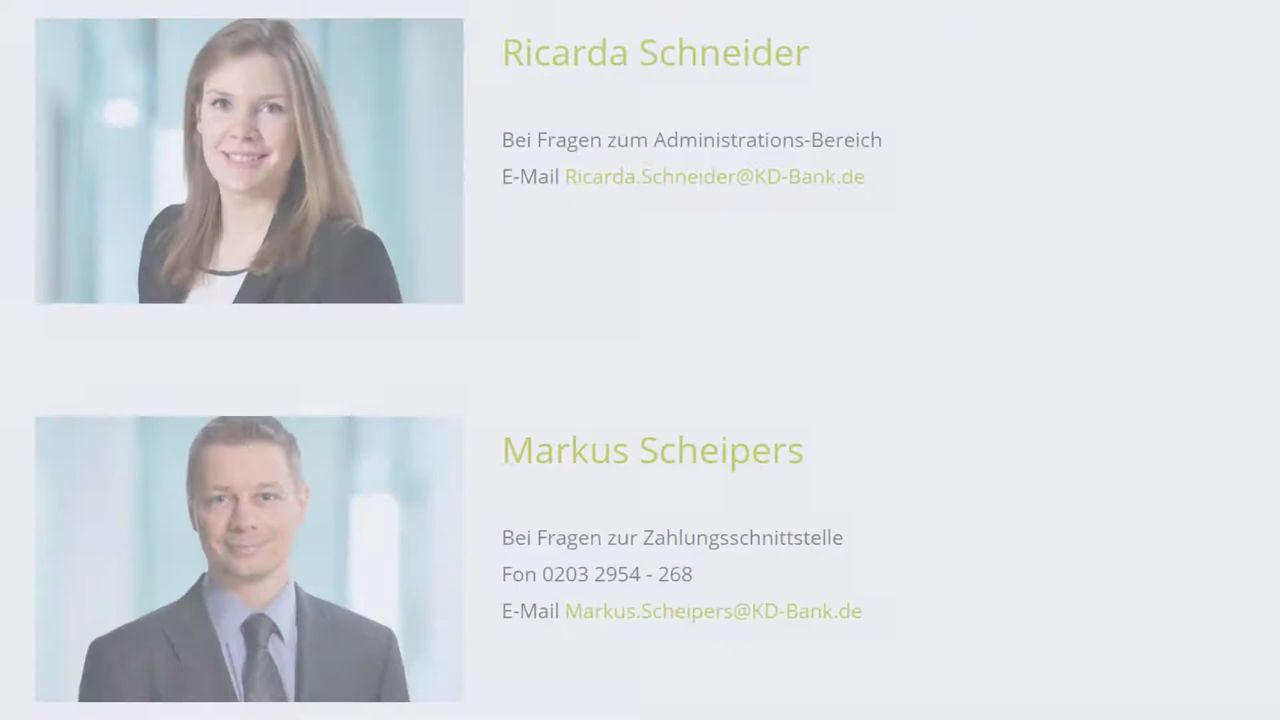 Ricarda Schneider
Bei Fragen zum Administrations-Bereich
E-Mail Ricarda.Schneider@KD-Bank.de
Markus Scheipers
Bei Fragen zur Zahlungsschnittstelle
Fon 0203 2954 - 268
E-Mail Markus.Scheipers@KD-Bank.de